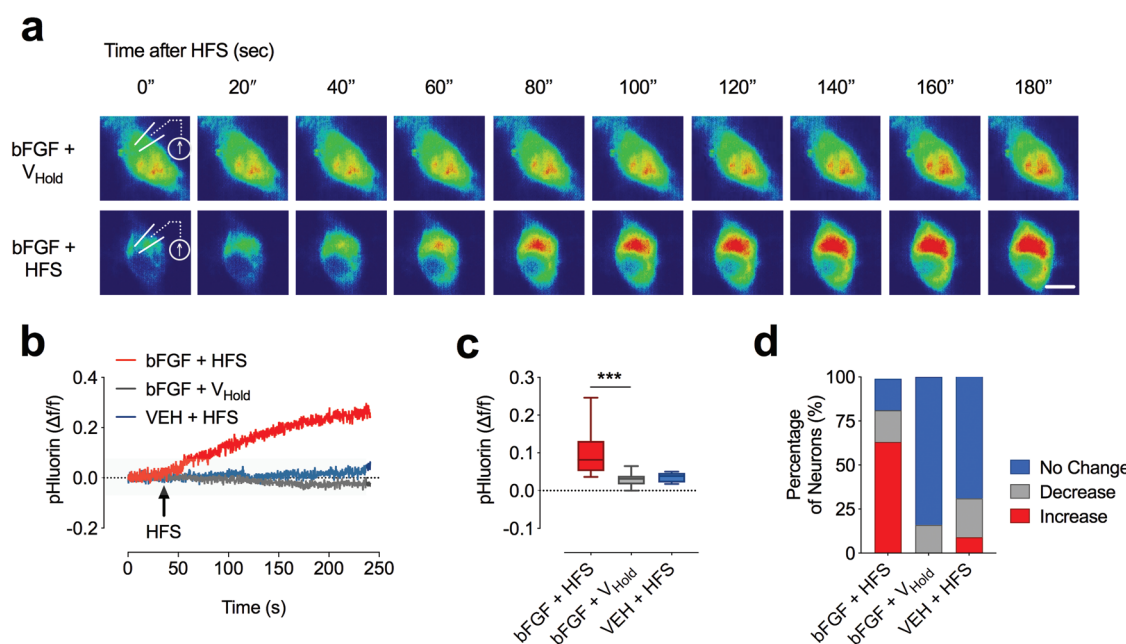 a
Time after HFS (sec)
0” 20″ 40” 60” 80” 100” 120” 140” 160” 180”
bFGF +
VHold
bFGF +
HFS
b
bFGF + HFS
bFGF + VHold
VEH + HFS
pHluorin (Δf/f)
0.4
0.2
0.0
-0.2
HFS
0 50 100 150 200 250
Time (s)
c
pHluorin (Δf/f)
0.3
0.2
0.1
0.0
-0.1
***
bFGF + HFS
bFGF + VHold
VEH + HFS
d
Percentage
of Neurons (%)
100
75
50
25
0
bFGF + HFS
bFGF + VHold
VEH + HFS
No Change
Decrease
Increase